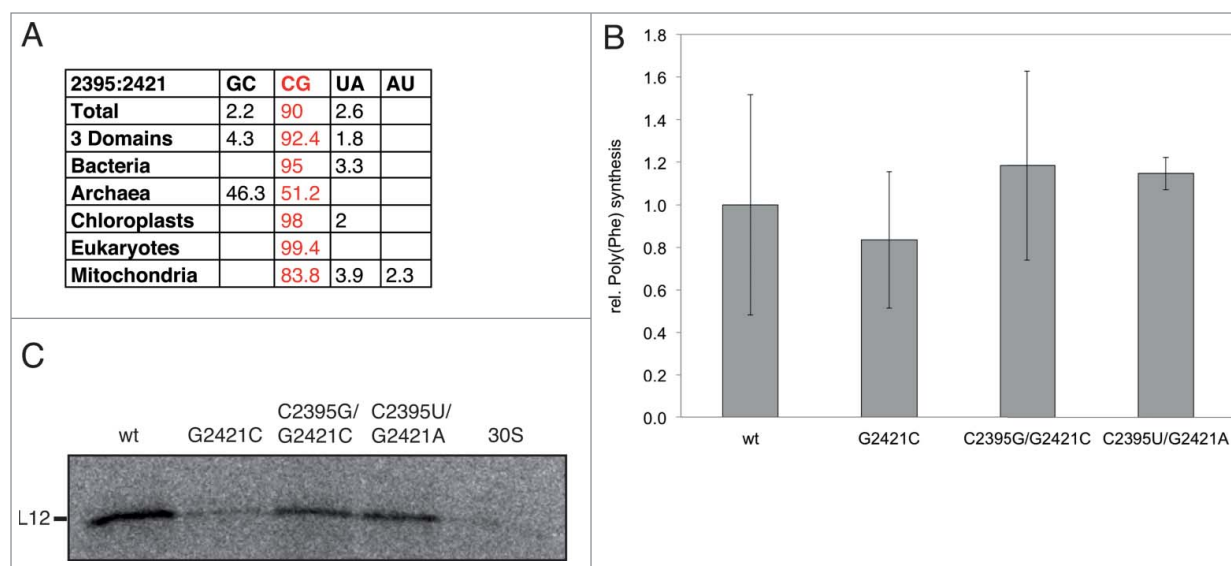 A
2395:2421 GC CG UA AU
Total 2.2 90 2.6
3 Domains 4.3 92.4 1.8
Bacteria 95 3.3
Archaea 46.3 51.2
Chloroplasts 98 2
Eukaryotes 99.4
Mitochondria 83.8 3.9 2.3
B
rel. Poly(Phe) synthesis
1.8
1.6
1.4
1.2
1.0
0.8
0.6
0.4
0.2
0.0
wt G2421C C2395G/G2421C C2395U/G2421A
C
C2395G/ C2395U/
wt G2421C G2421C G2421A 30S
L12